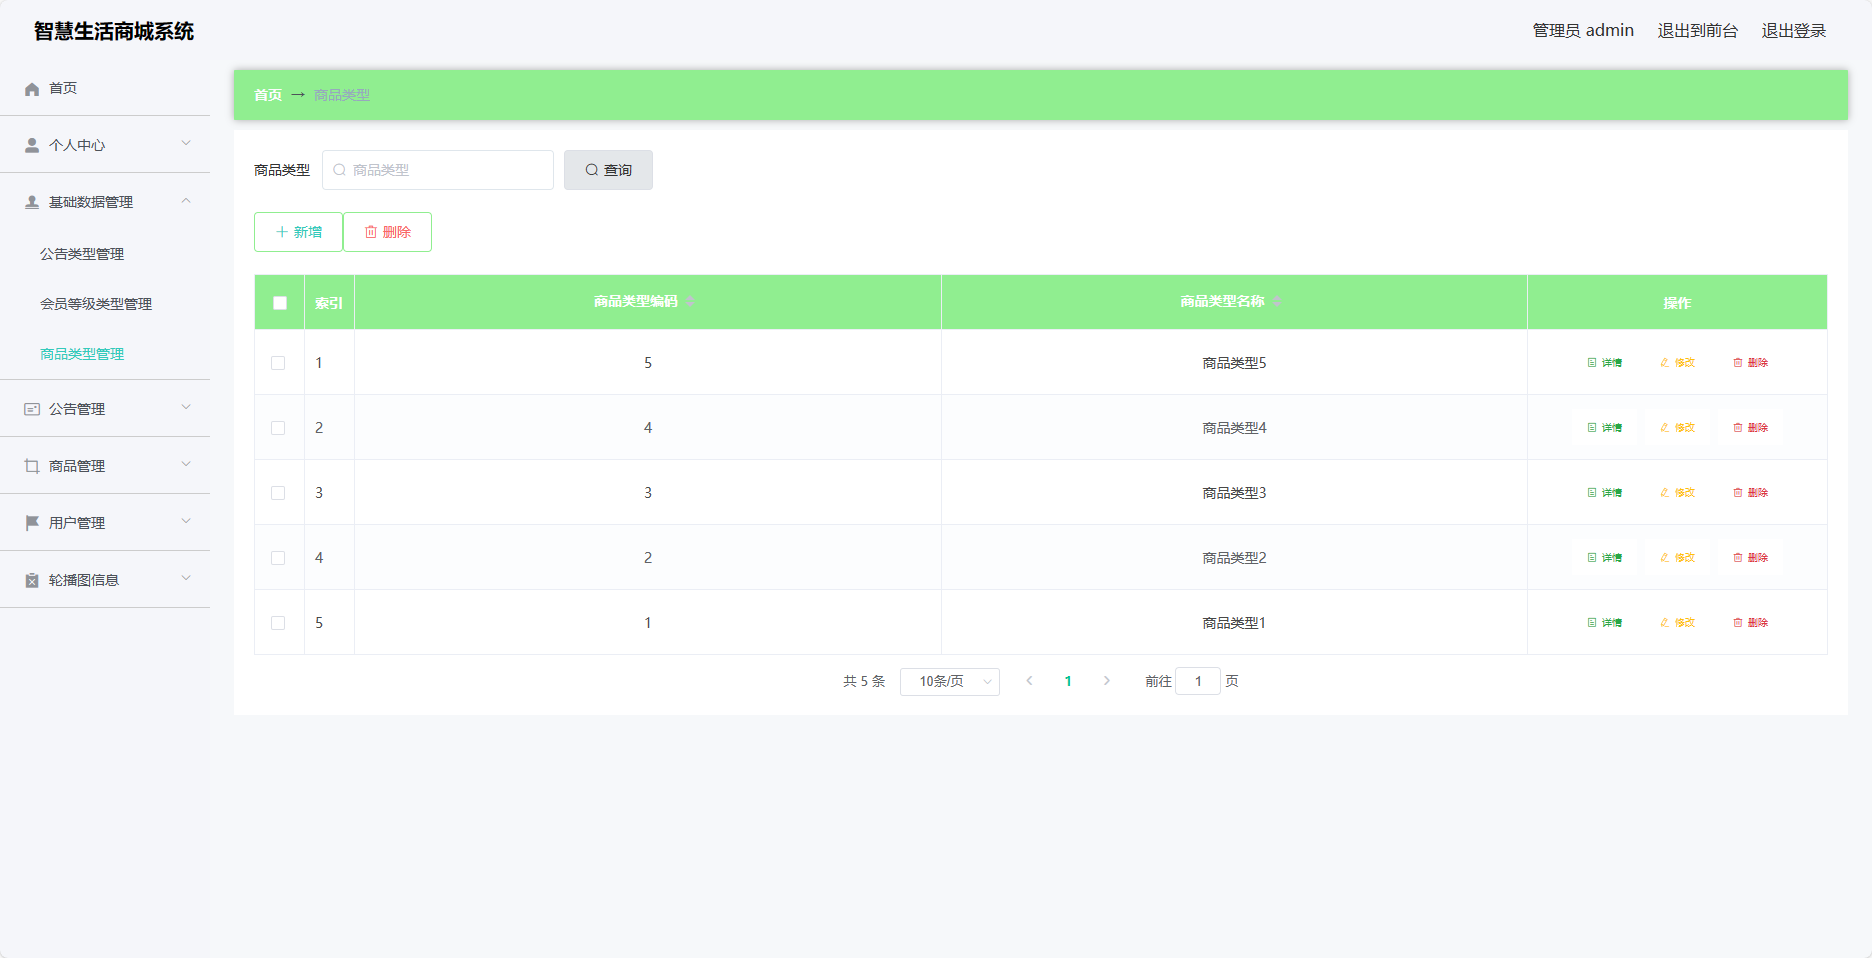 智慧生活商城系统
管理员 admin 退出到前台 退出登录
首页
个人中心
基础数据管理
公告类型管理
会员等级类型管理
商品类型管理
公告管理
商品管理
用户管理
轮播图信息
首页 → 商品类型
商品类型 商品类型 查询
新增 删除
索引 商品类型编码 商品类型名称 操作
1 5 商品类型5 详情 修改 删除
2 4 商品类型4 详情 修改 删除
3 3 商品类型3 详情 修改 删除
4 2 商品类型2 详情 修改 删除
5 1 商品类型1 详情 修改 删除
共 5 条 10条/页 1 前往 1 页